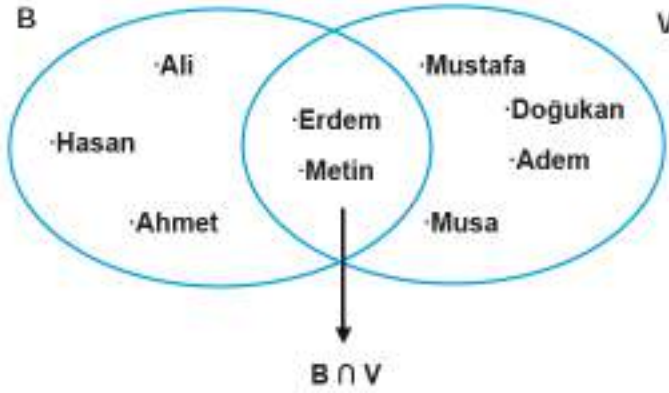 B
V
·Ali
·Mustafa
·Doğukan
·Erdem
·Hasan
·Adem
·Metin
·Ahmet
·Musa
B ∩ V